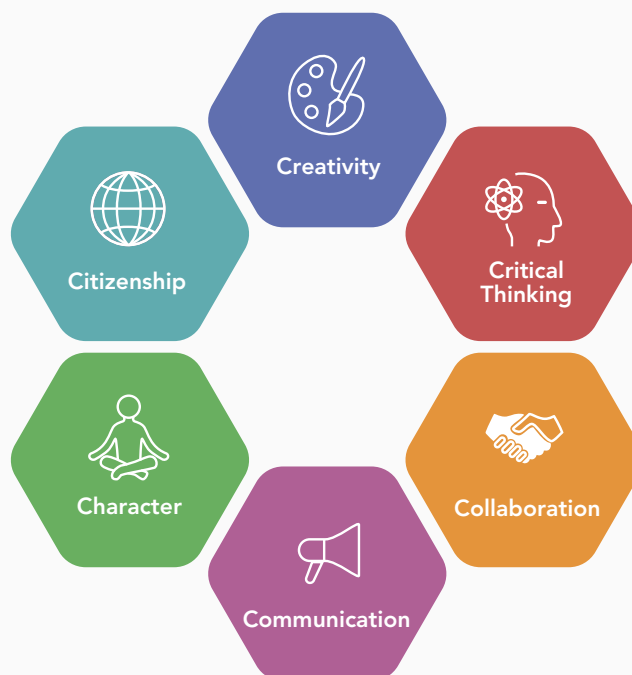 Creativity
Critical
Thinking
Collaboration
Communication
Character
Citizenship